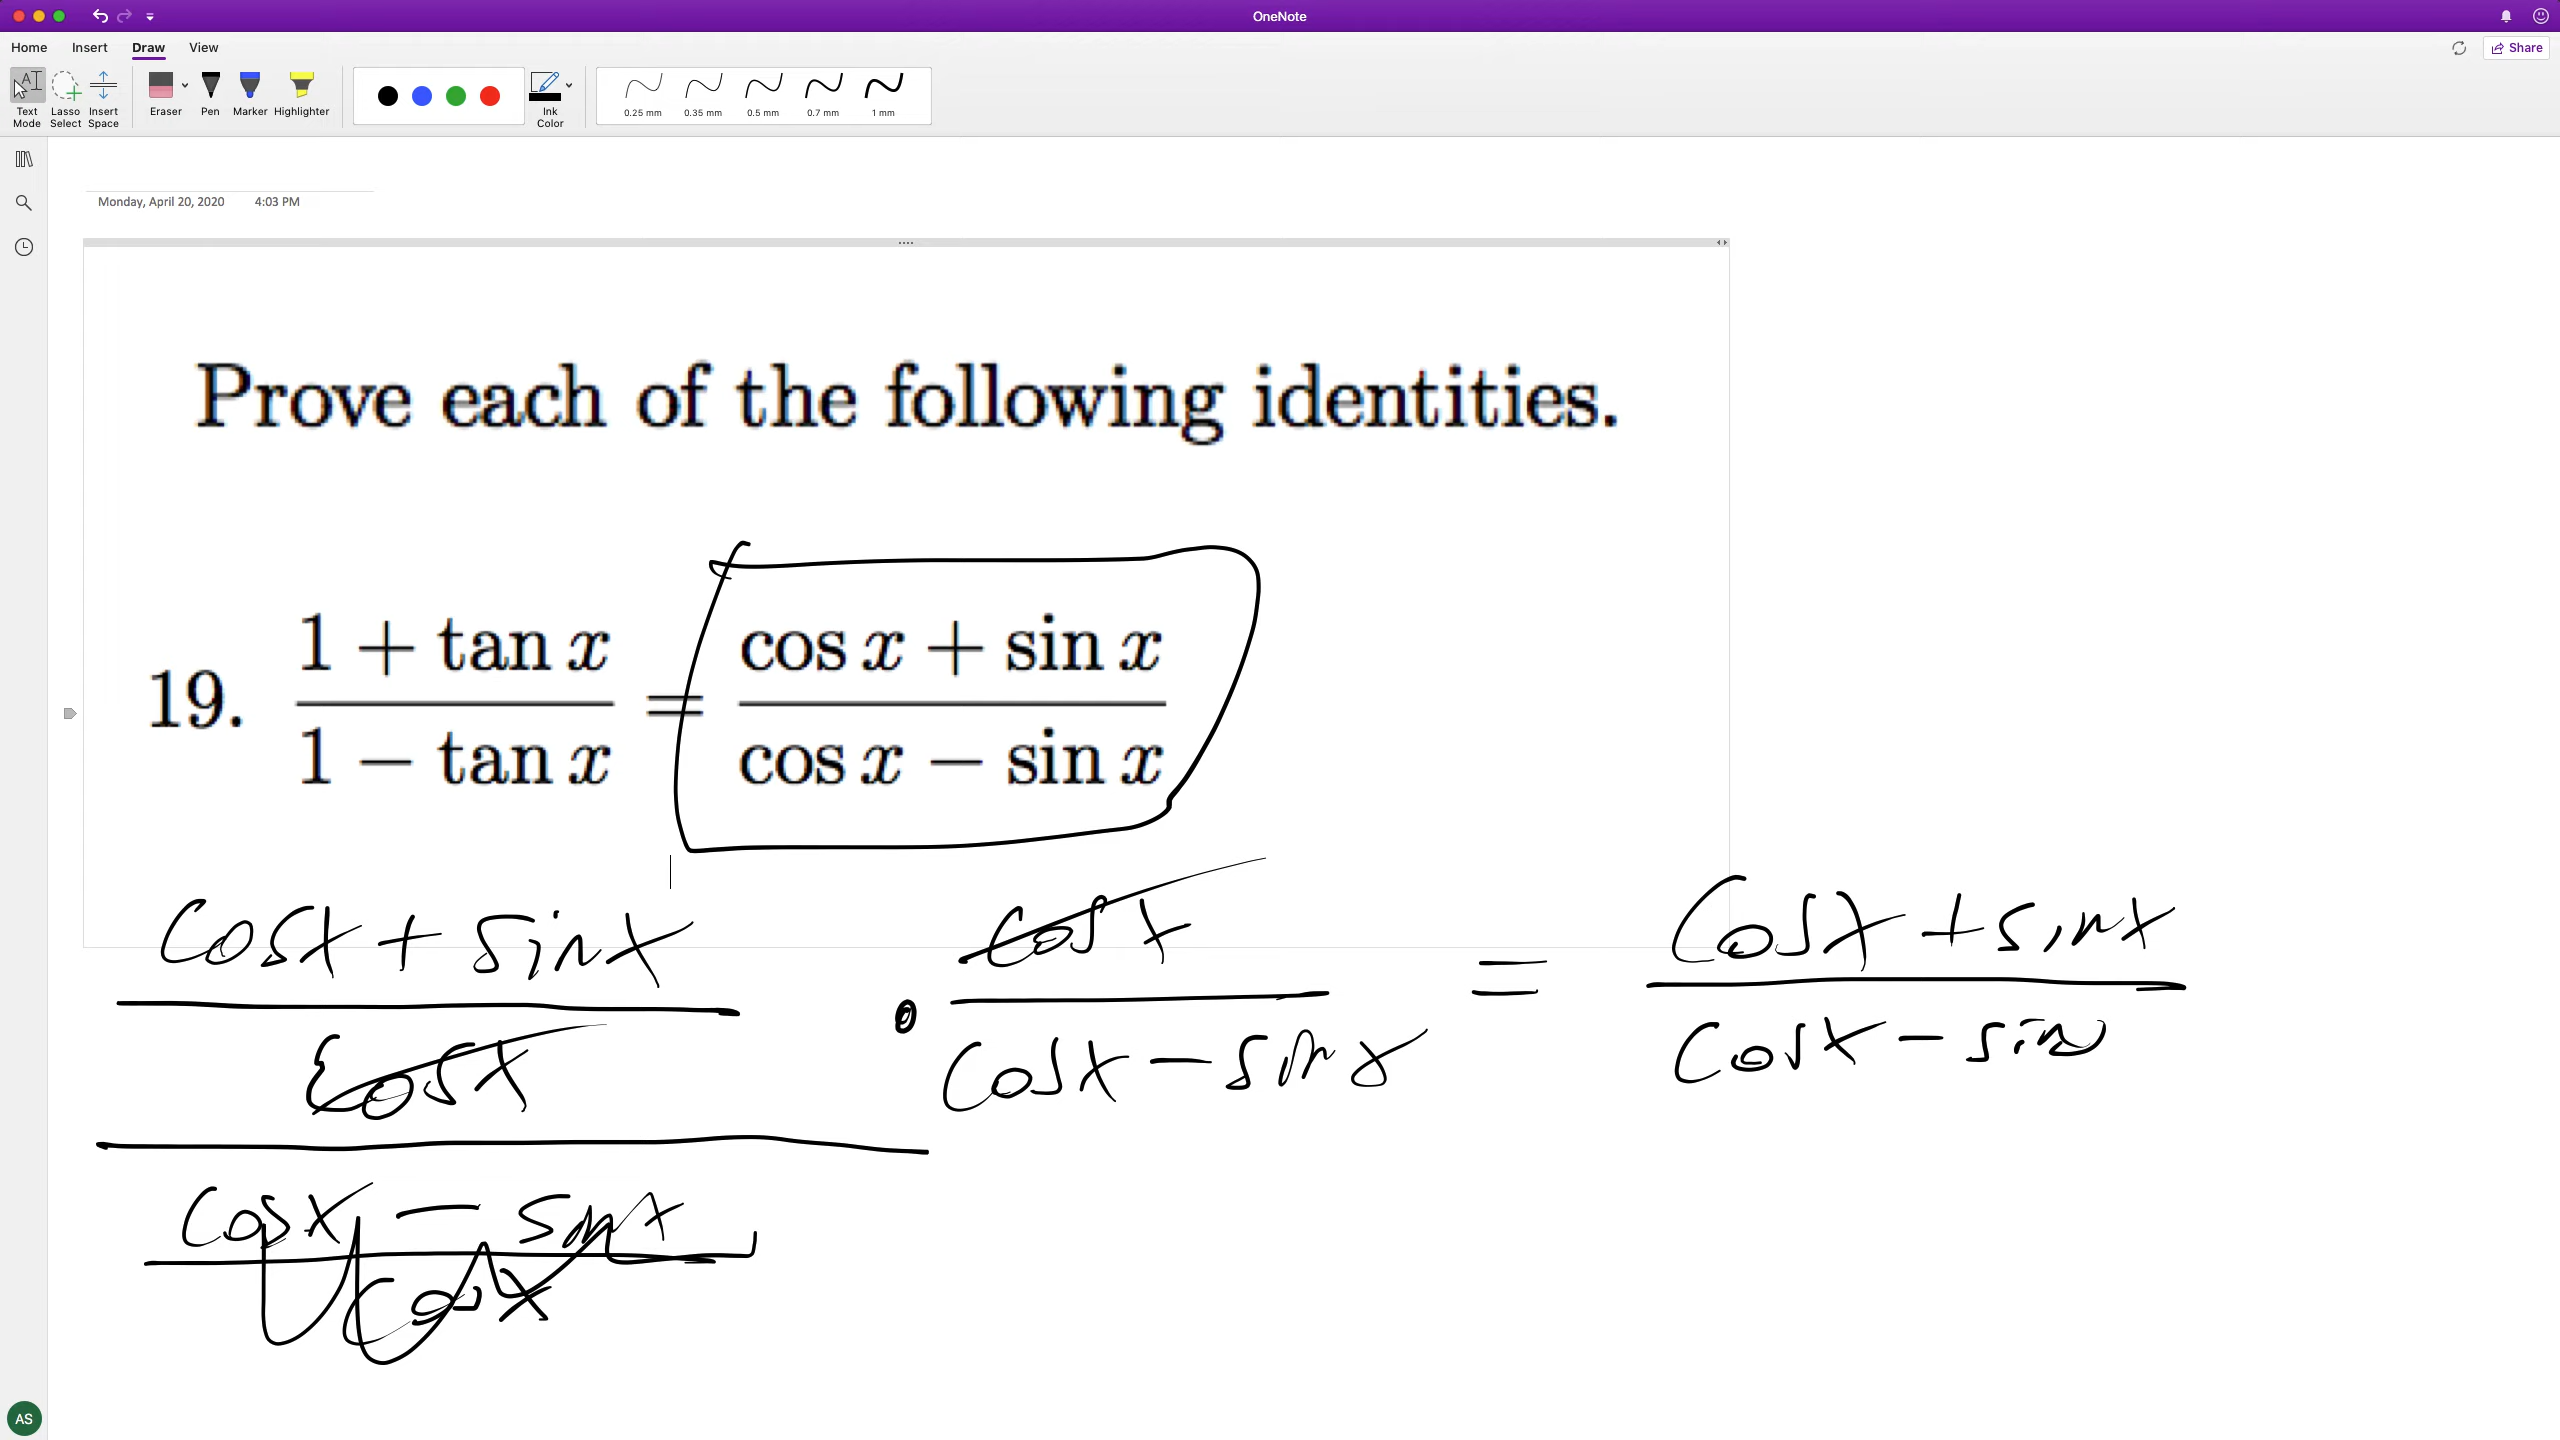 OneNote
Home Insert Draw View
Share
Text Mode
Lasso Select
Insert Space
Eraser
Pen
Marker
Highlighter
Ink Color
0.25 mm 0.35 mm 0.5 mm 0.7 mm 1 mm
Monday, April 20, 2020 4:03 PM
Prove each of the following identities.
19. (1 + tan x)/(1 − tan x) = (cos x + sin x)/(cos x − sin x)
cosx + sinx
cosx
cosx − sinx
cosx
• cosx
cosx − sinx
= cosx + sinx
cosx − sin
AS